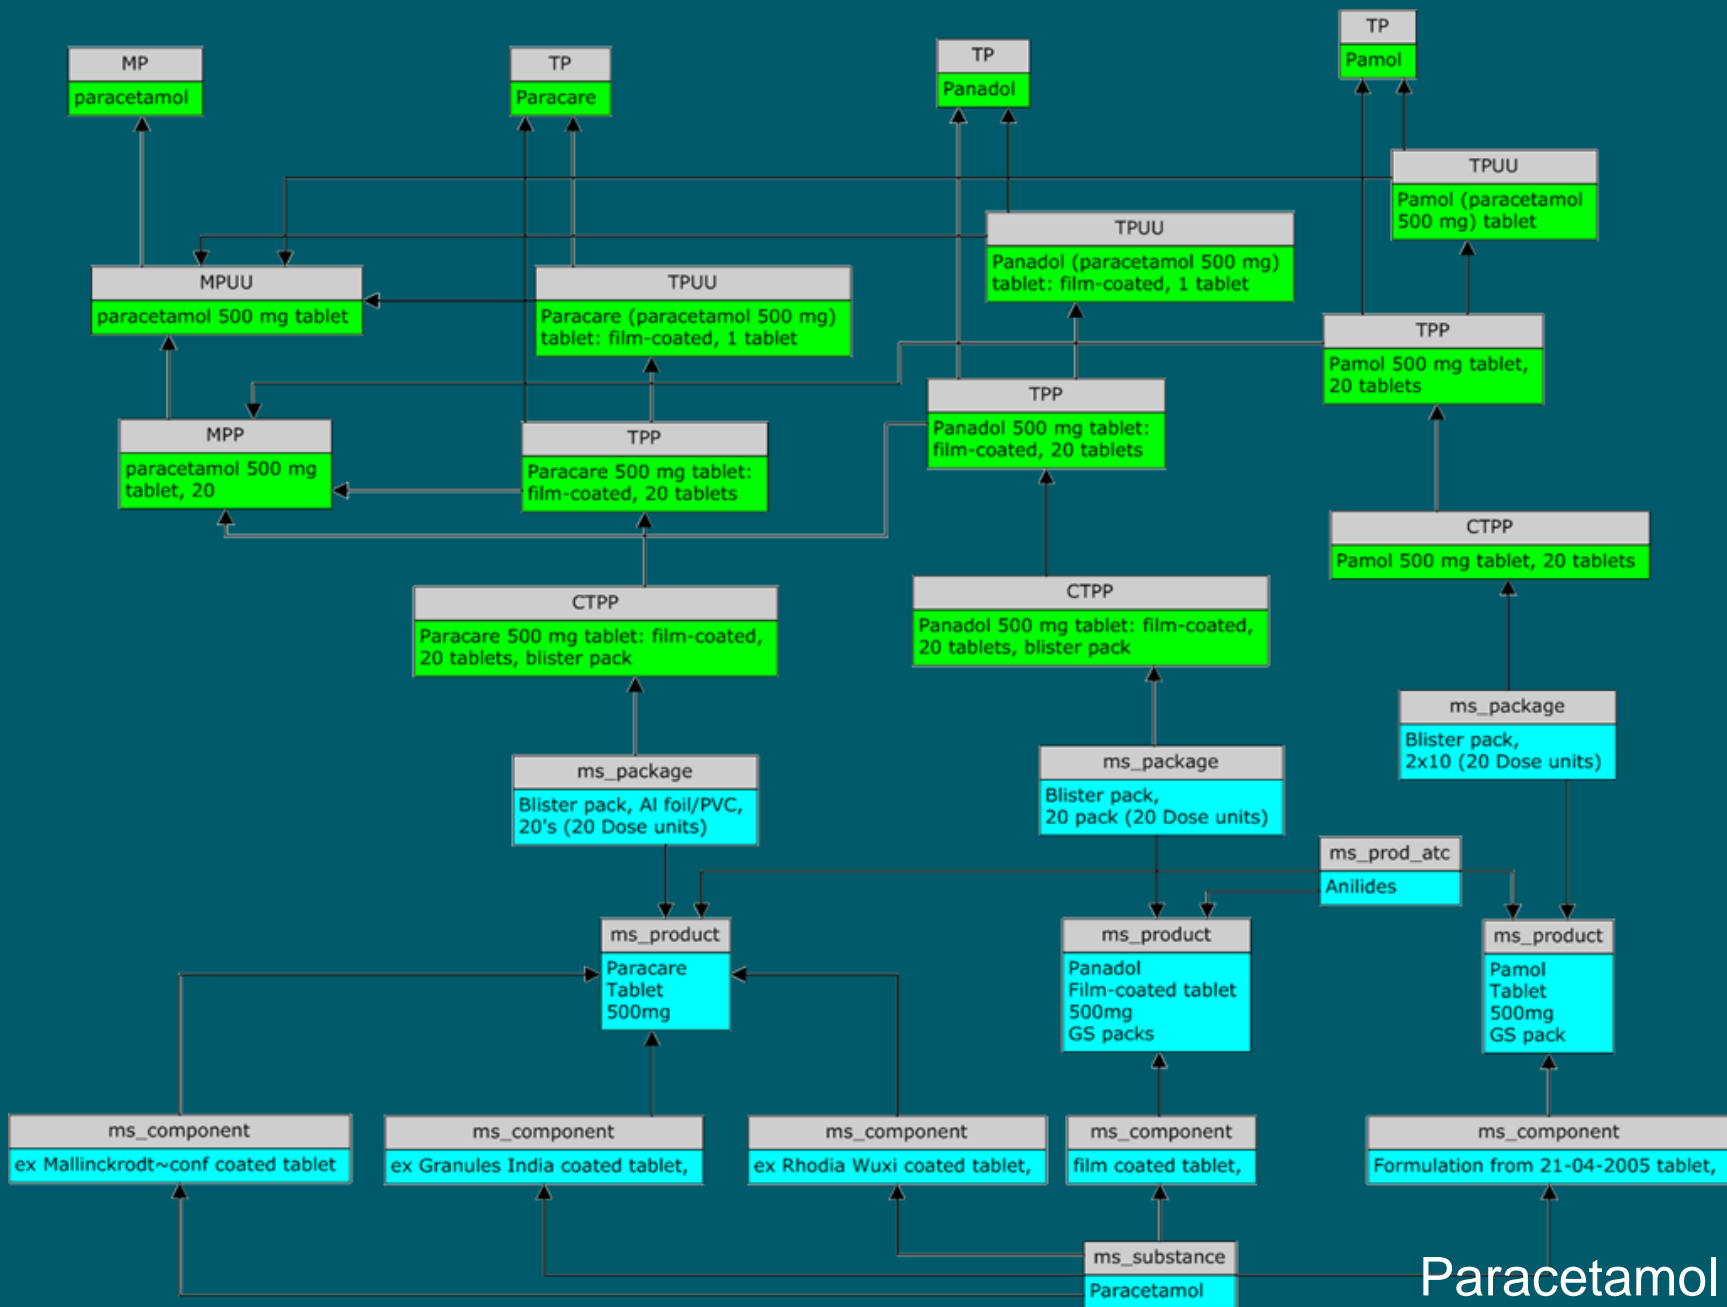 MP
paracetamol
TP
Paracare
TP
Panadol
TP
Pamol
TPUU
Pamol (paracetamol
500 mg) tablet
TPUU
Panadol (paracetamol 500 mg)
tablet: film-coated, 1 tablet
MPUU
paracetamol 500 mg tablet
TPUU
Paracare (paracetamol 500 mg)
tablet: film-coated, 1 tablet
TPP
Pamol 500 mg tablet,
20 tablets
TPP
Panadol 500 mg tablet:
film-coated, 20 tablets
MPP
paracetamol 500 mg
tablet, 20
TPP
Paracare 500 mg tablet:
film-coated, 20 tablets
CTPP
Pamol 500 mg tablet, 20 tablets
CTPP
Paracare 500 mg tablet: film-coated,
20 tablets, blister pack
CTPP
Panadol 500 mg tablet: film-coated,
20 tablets, blister pack
ms_package
Blister pack,
2x10 (20 Dose units)
ms_package
Blister pack, Al foil/PVC,
20's (20 Dose units)
ms_package
Blister pack,
20 pack (20 Dose units)
ms_prod_atc
Anilides
ms_product
Paracare
Tablet
500mg
ms_product
Panadol
Film-coated tablet
500mg
GS packs
ms_product
Pamol
Tablet
500mg
GS pack
ms_component
ex Mallinckrodt~conf coated tablet
ms_component
ex Granules India coated tablet,
ms_component
ex Rhodia Wuxi coated tablet,
ms_component
film coated tablet,
ms_component
Formulation from 21-04-2005 tablet,
ms_substance
Paracetamol
Paracetamol